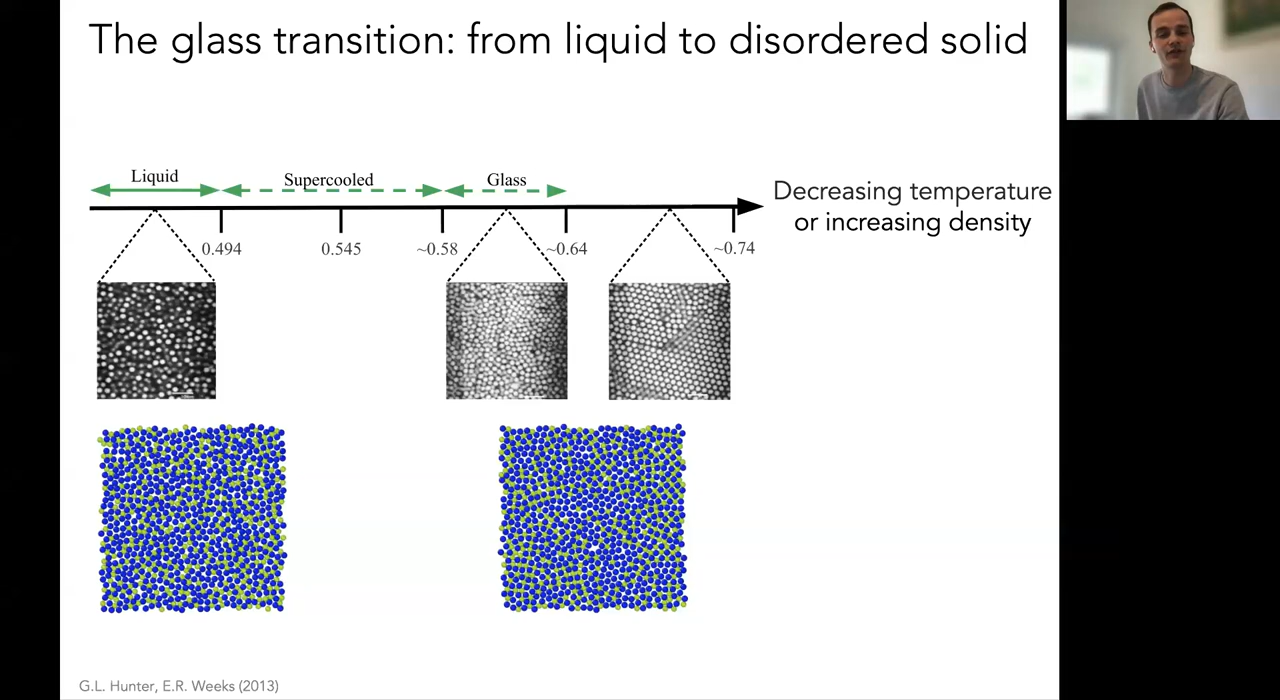 The glass transition: from liquid to disordered solid
Liquid
Supercooled
Glass
Decreasing temperature
or increasing density
0.494
0.545
~0.58
~0.64
~0.74
G.L. Hunter, E.R. Weeks (2013)